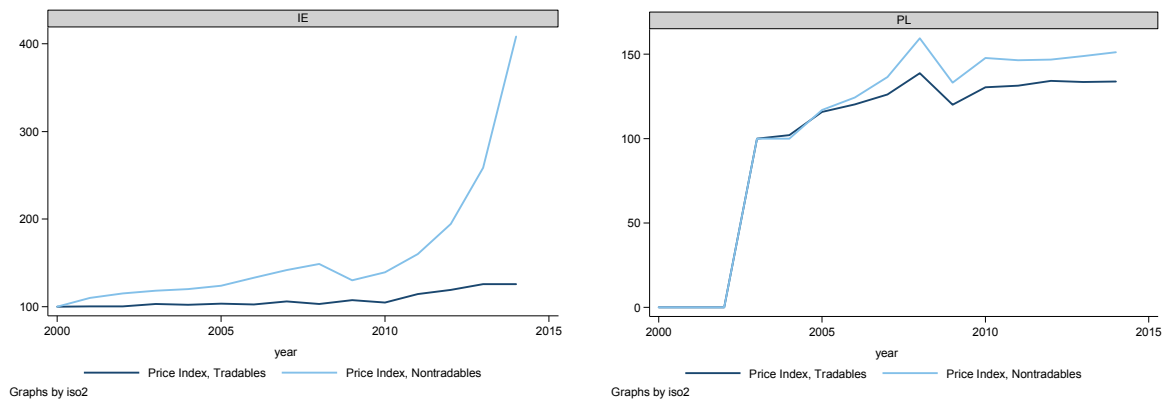 IE
400
300
200
100
2000
2005
2010
2015
year
Price Index, Tradables
Price Index, Nontradables
Graphs by iso2
PL
150
100
50
0
2000
2005
2010
2015
year
Price Index, Tradables
Price Index, Nontradables
Graphs by iso2